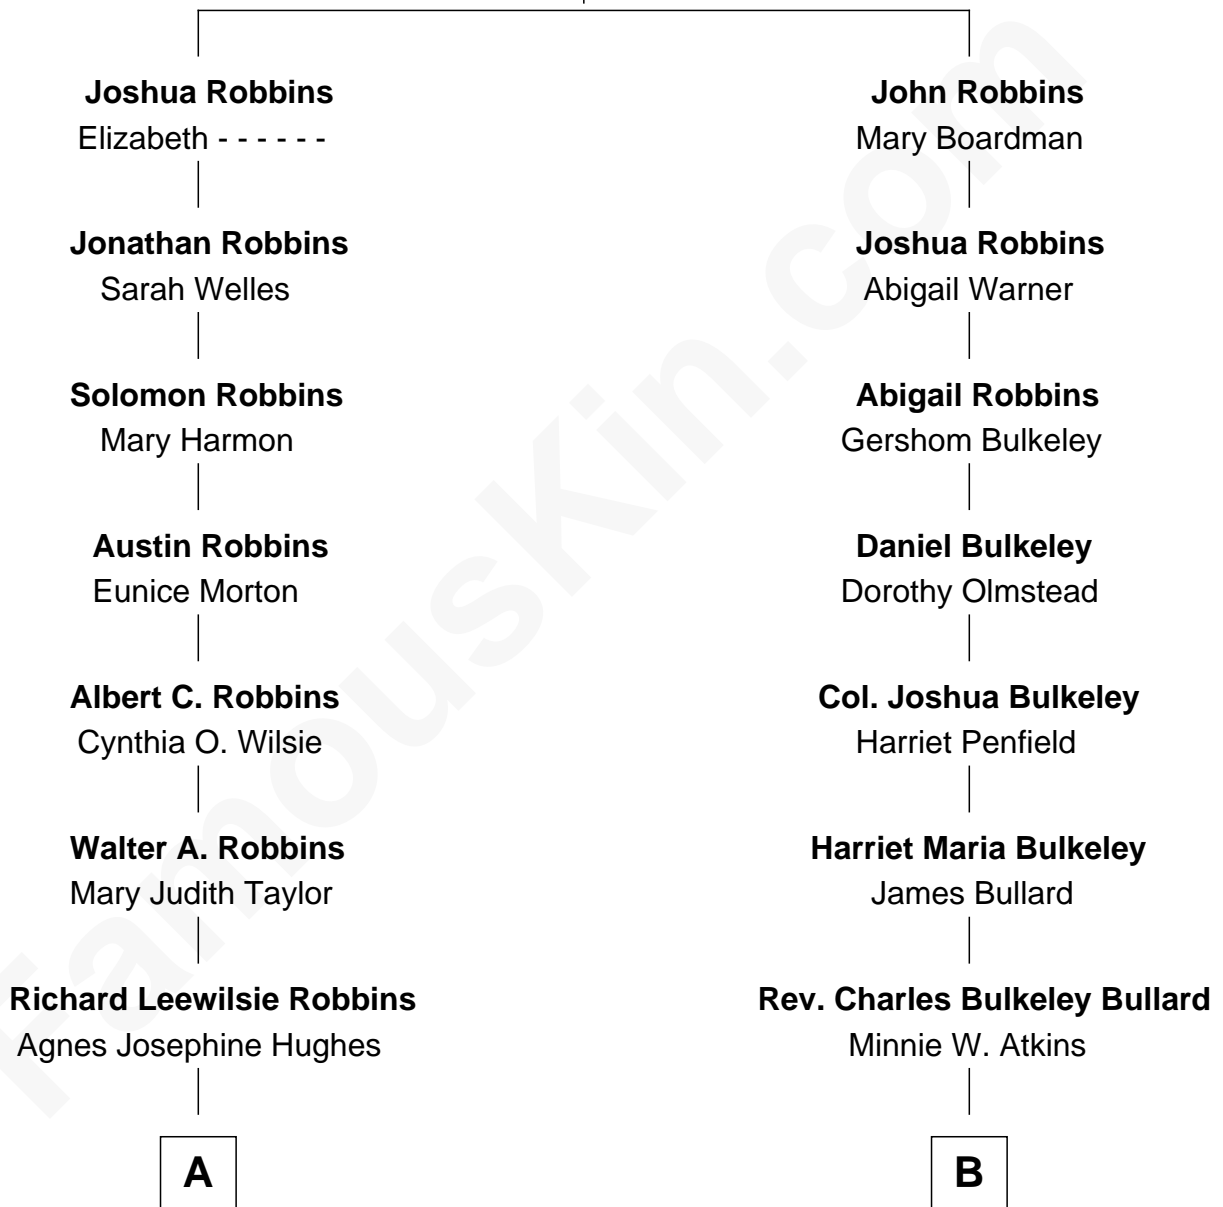 Joshua Robbins
Elizabeth - - - - - -
Jonathan Robbins
Sarah Welles
Solomon Robbins
Mary Harmon
Austin Robbins
Eunice Morton
Albert C. Robbins
Cynthia O. Wilsie
Walter A. Robbins
Mary Judith Taylor
Richard Leewilsie Robbins
Agnes Josephine Hughes
A
John Robbins
Mary Boardman
Joshua Robbins
Abigail Warner
Abigail Robbins
Gershom Bulkeley
Daniel Bulkeley
Dorothy Olmstead
Col. Joshua Bulkeley
Harriet Penfield
Harriet Maria Bulkeley
James Bullard
Rev. Charles Bulkeley Bullard
Minnie W. Atkins
B
FamousKin.com